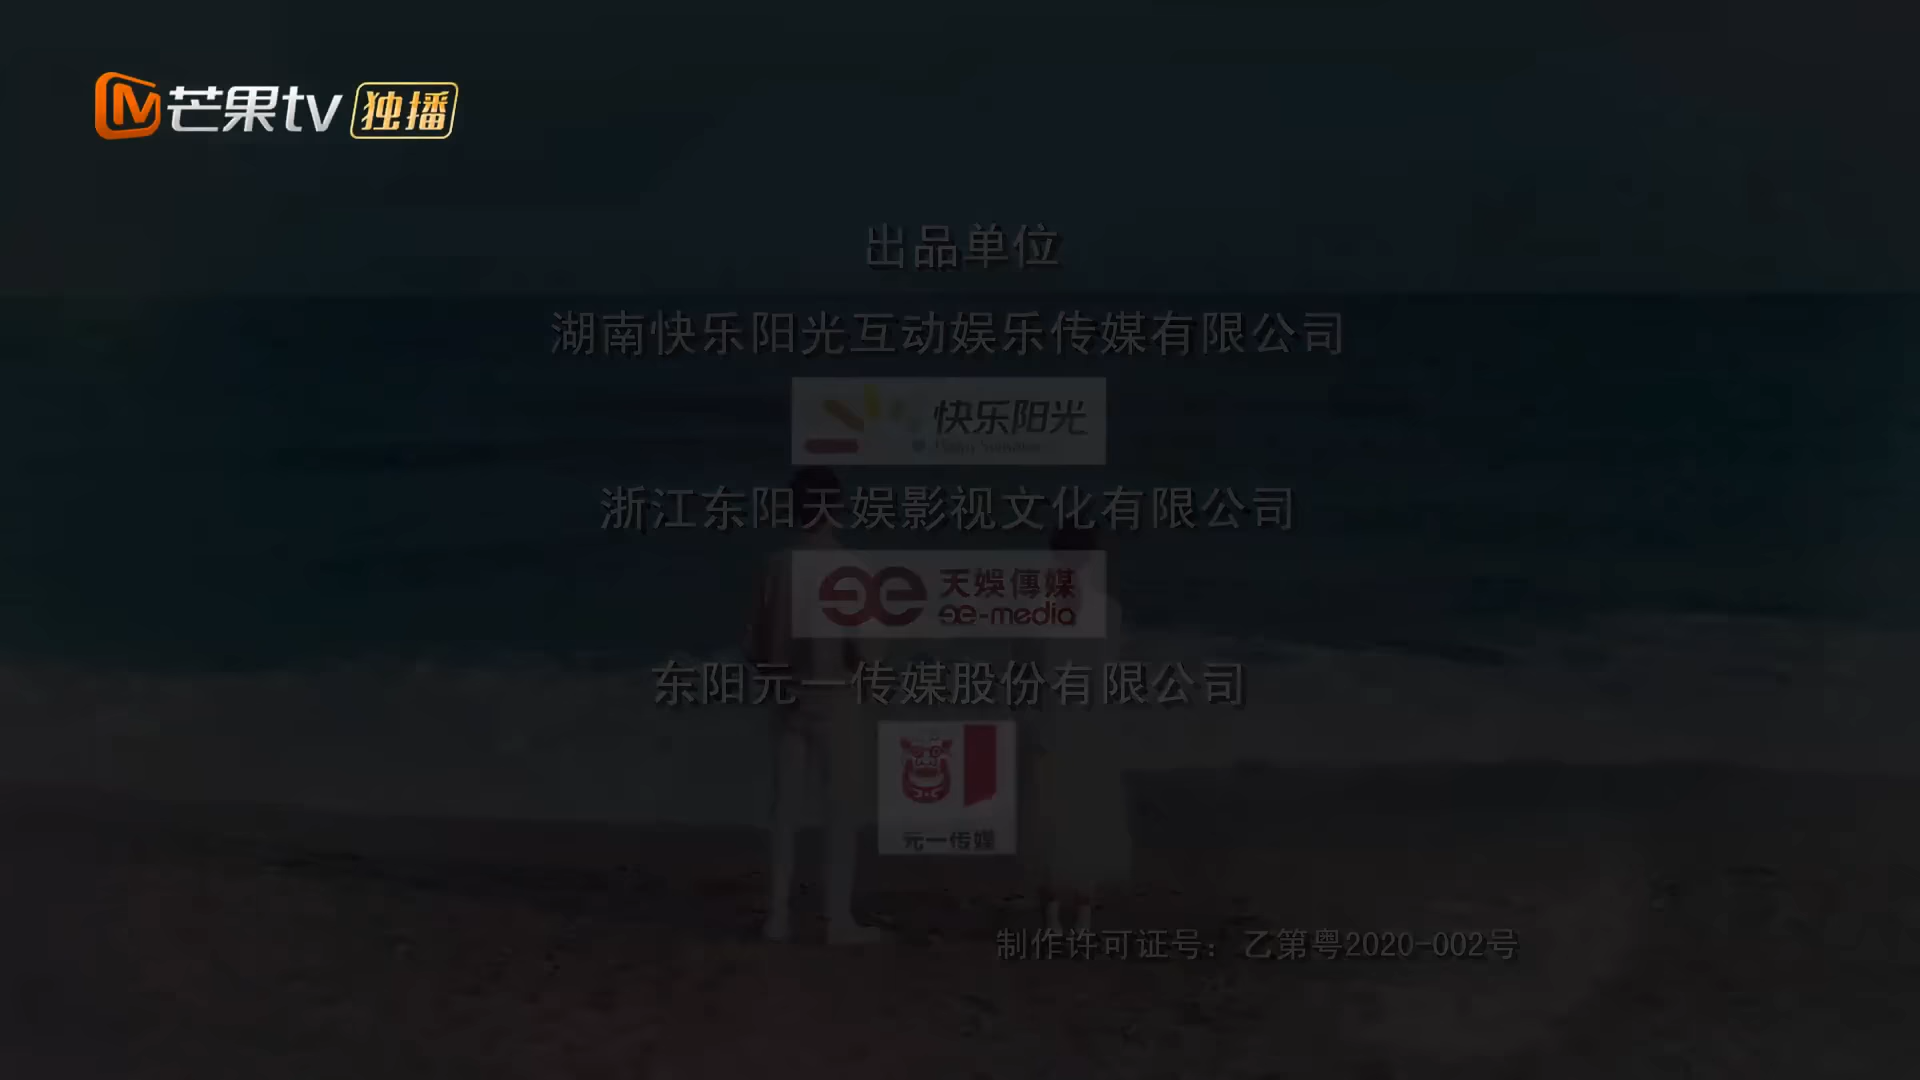 芒果tv 独播
出品单位
湖南快乐阳光互动娱乐传媒有限公司
快乐阳光
浙江东阳天娱影视文化有限公司
天娱傳媒
ee-media
东阳元一传媒股份有限公司
元一传媒
制作许可证号：乙第粤2020-002号